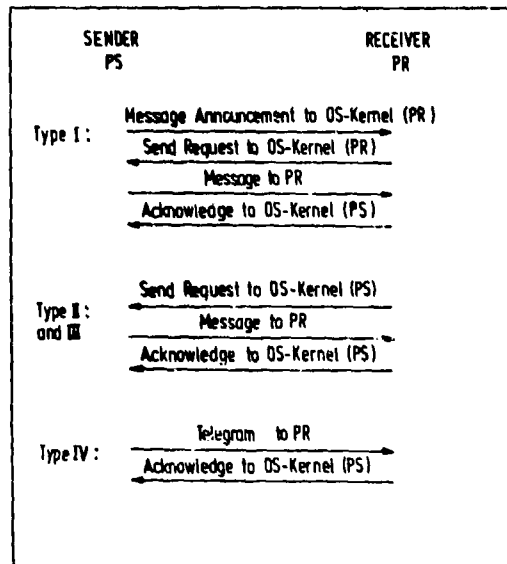 SENDER RECEIVER
PS PR
Message Announcement to OS-Kernel (PR)
Type I :
Send Request to OS-Kernel (PR)
Message to PR
Acknowledge to OS-Kernel (PS)
Send Request to OS-Kernel (PS)
Type II :
Message to PR
and III
Acknowledge to OS-Kernel (PS)
Telegram to PR
Type IV :
Acknowledge to OS-Kernel (PS)